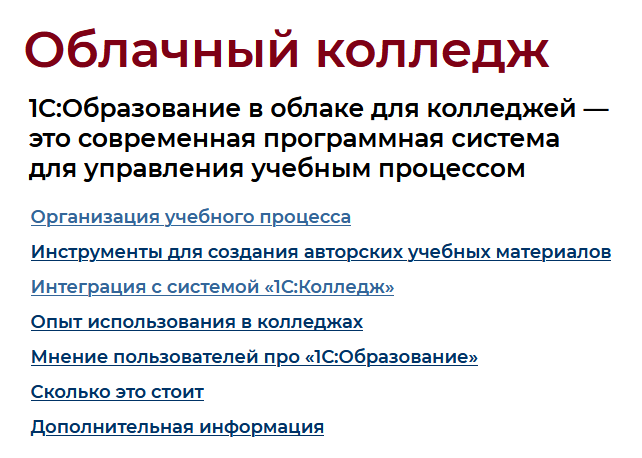 Облачный колледж
1С:Образование в облаке для колледжей —
это современная программная система
для управления учебным процессом
Организация учебного процесса
Инструменты для создания авторских учебных материалов
Интеграция с системой «1С:Колледж»
Опыт использования в колледжах
Мнение пользователей про «1С:Образование»
Сколько это стоит
Дополнительная информация